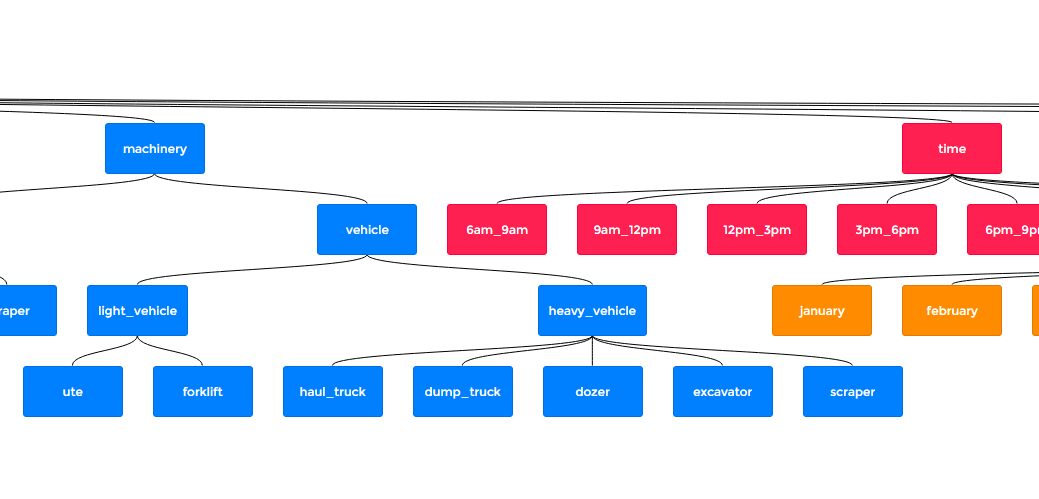 machinery
time
vehicle
6am_9am
9am_12pm
12pm_3pm
3pm_6pm
raper
light_vehicle
heavy_vehicle
january
february
ute
forklift
haul_truck
dump_truck
dozer
excavator
scraper